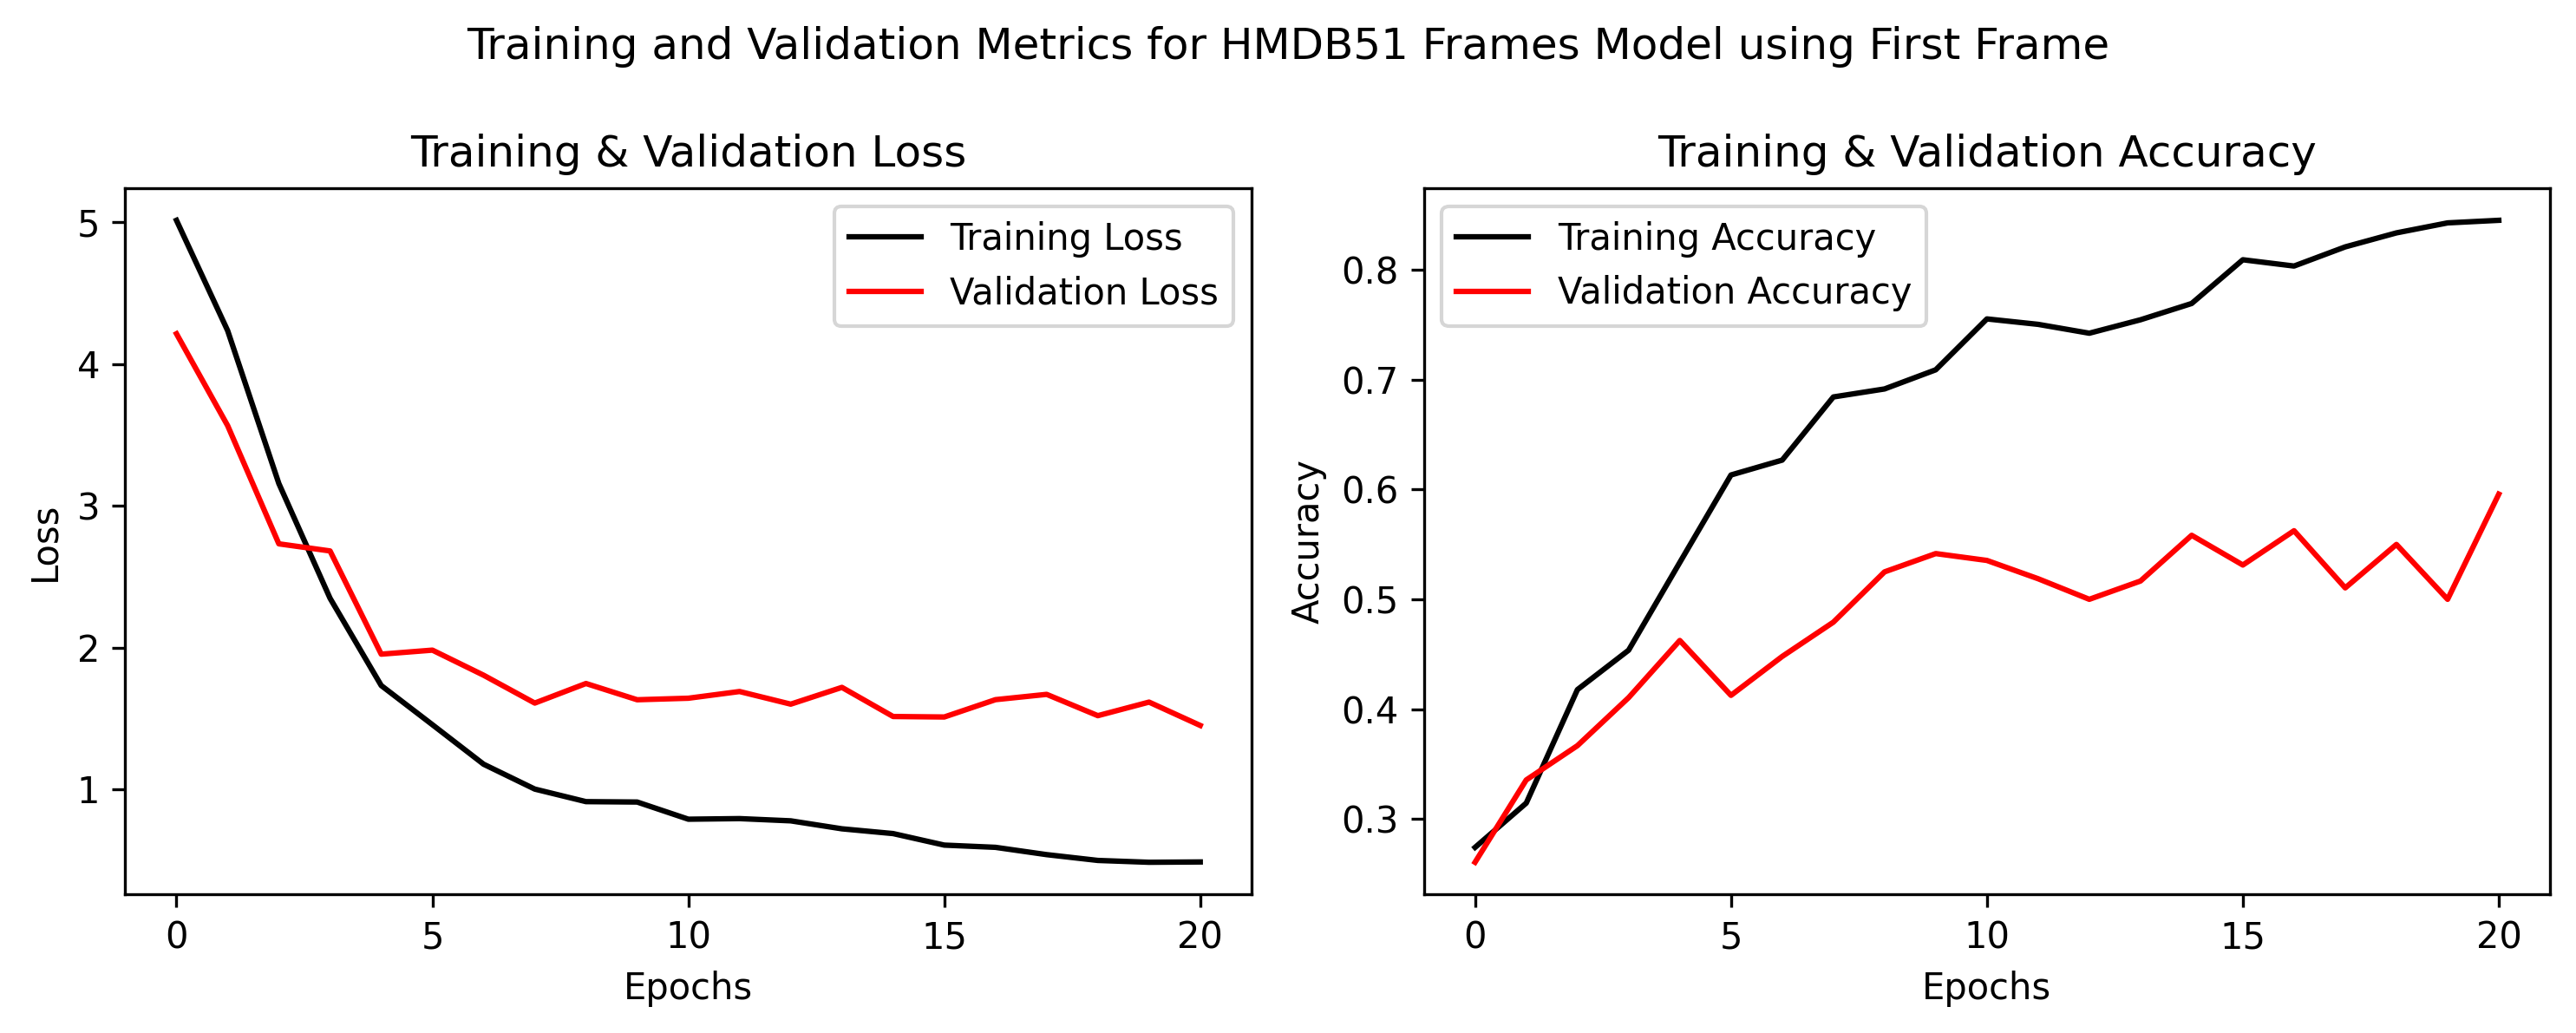 Training and Validation Metrics for HMDB51 Frames Model using First Frame
Training & Validation Loss
5
4
3
2
1
Loss
Training Loss
Validation Loss
0 5 10 15 20
Epochs
Training & Validation Accuracy
0.8
0.7
0.6
0.5
0.4
0.3
Accuracy
Training Accuracy
Validation Accuracy
0 5 10 15 20
Epochs